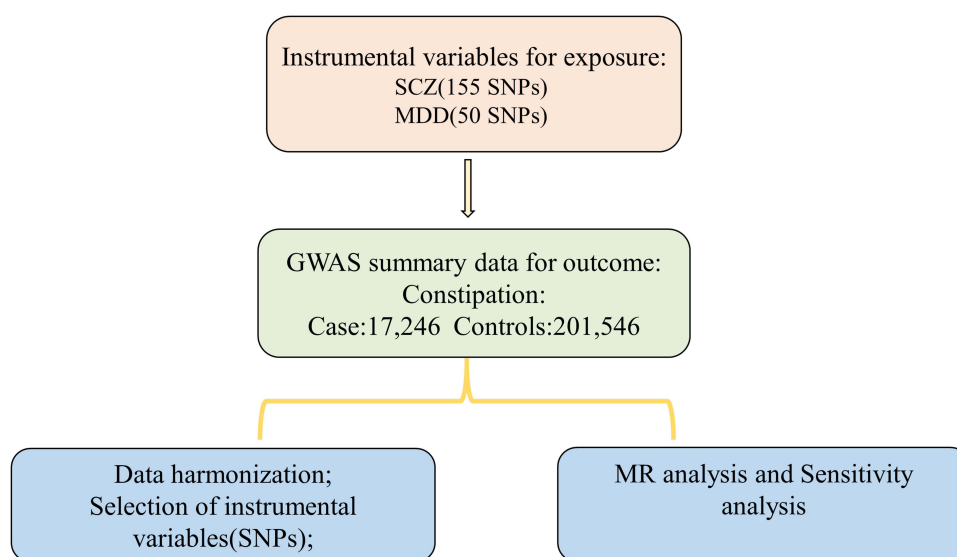 Instrumental variables for exposure:
SCZ(155 SNPs)
MDD(50 SNPs)
GWAS summary data for outcome:
Constipation:
Case:17,246  Controls:201,546
Data harmonization;
Selection of instrumental
variables(SNPs);
MR analysis and Sensitivity
analysis